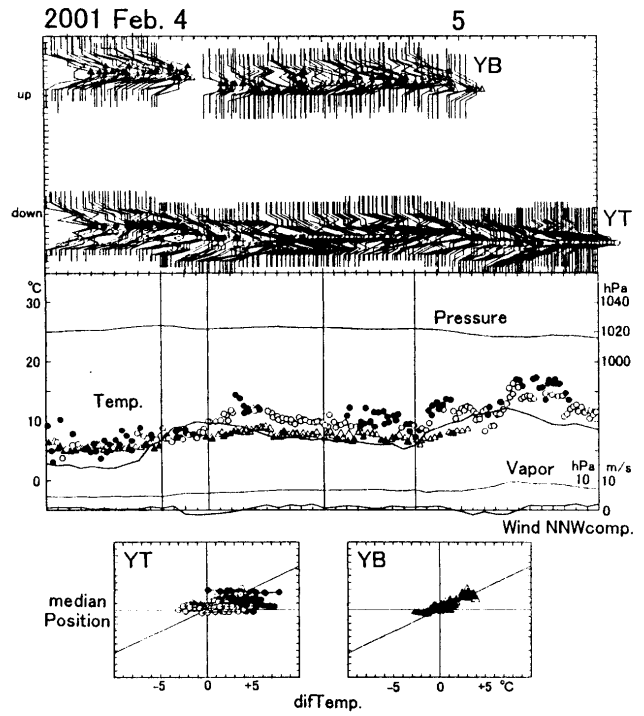 2001 Feb. 4 5
YB
up
down
YT
°C hPa
30 1040
Pressure
20 1020
1000
Temp.
10
Vapor hPa m/s
10 10
0 0
Wind NNWcomp.
YT YB
median
Position
-5 0 +5 -5 0 +5 °C
difTemp.